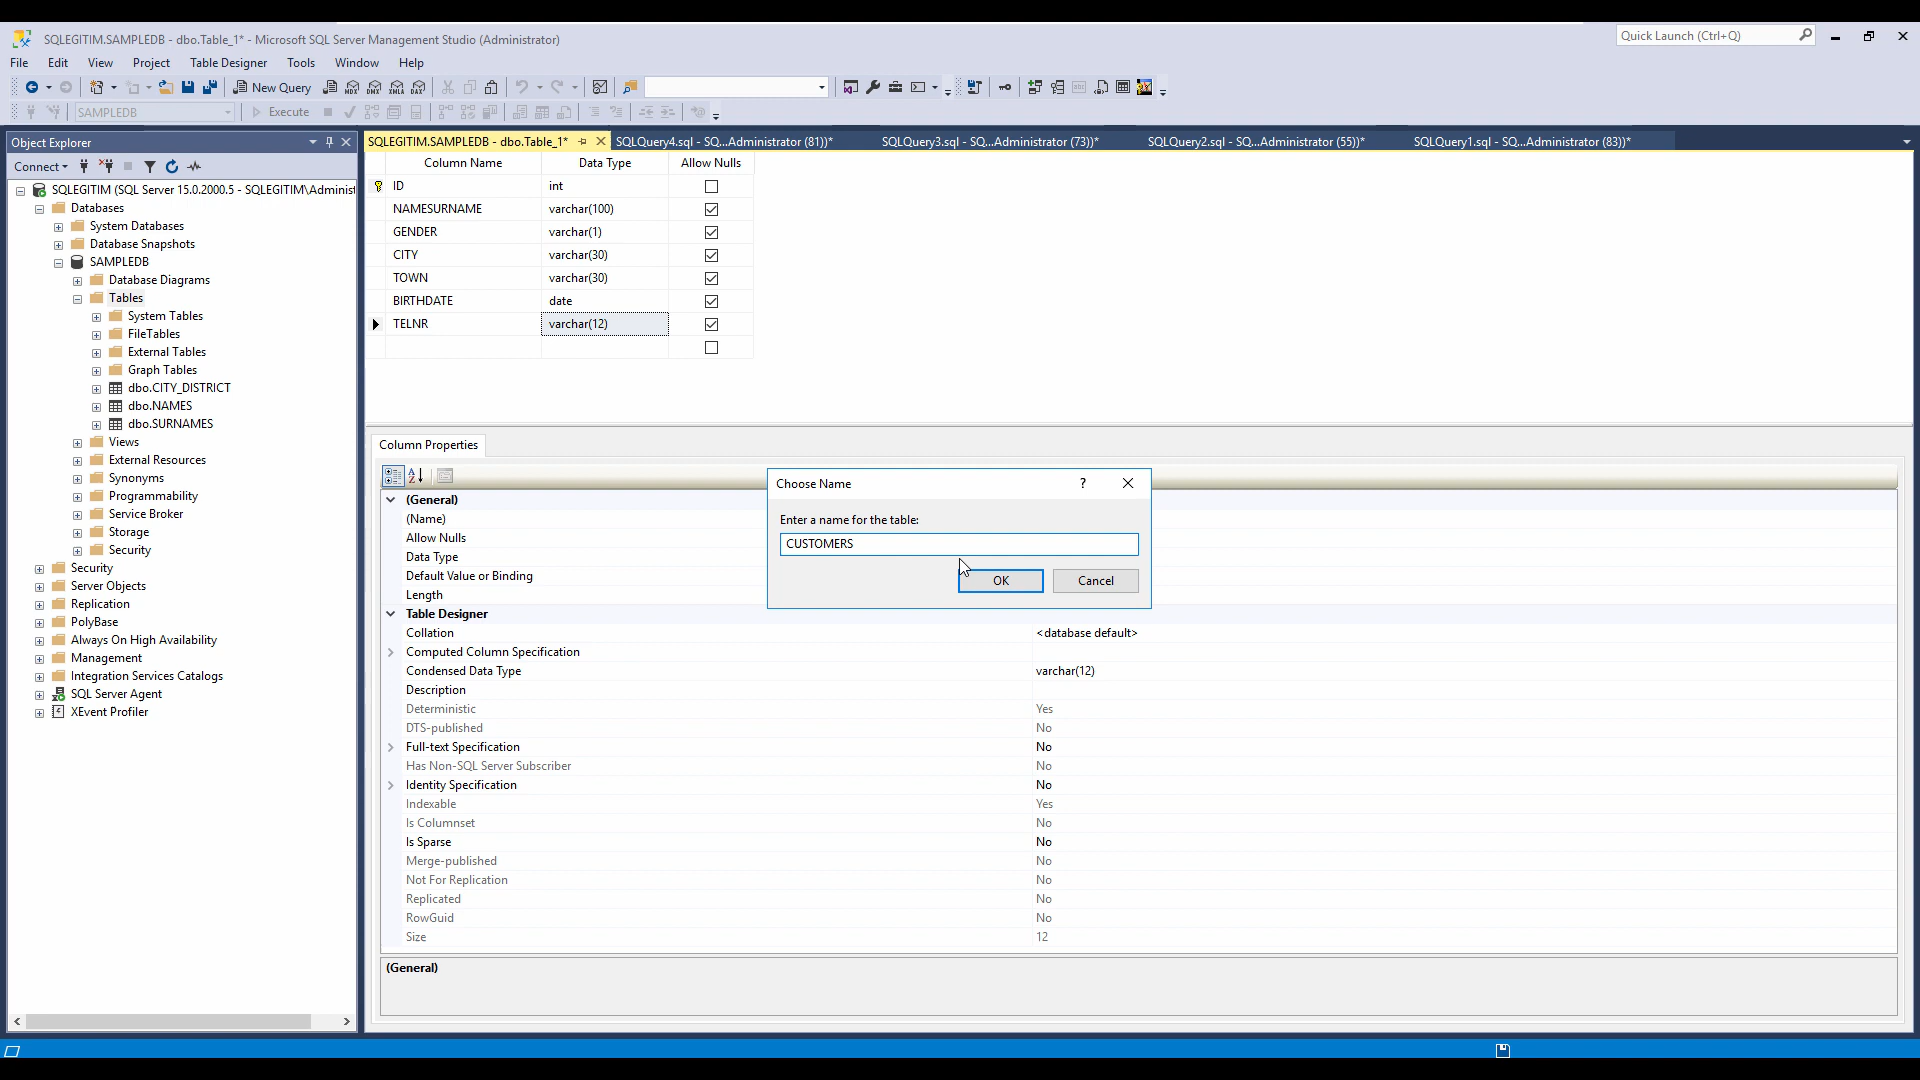 SQLEGITIM.SAMPLEDB - dbo.Table_1* - Microsoft SQL Server Management Studio (Administrator)
Quick Launch (Ctrl+Q)
File Edit View Project Table Designer Tools Window Help
New Query
MDX DMX XMLA DAX
SAMPLEDB
Execute
Object Explorer
SQLEGITIM.SAMPLEDB - dbo.Table_1*
SQLQuery4.sql - SQ...Administrator (81))*
SQLQuery3.sql - SQ...Administrator (73))*
SQLQuery2.sql - SQ...Administrator (55))*
SQLQuery1.sql - SQ...Administrator (83))*
Connect
SQLEGITIM (SQL Server 15.0.2000.5 - SQLEGITIM\Administ
Databases
System Databases
Database Snapshots
SAMPLEDB
Database Diagrams
Tables
System Tables
FileTables
External Tables
Graph Tables
dbo.CITY_DISTRICT
dbo.NAMES
dbo.SURNAMES
Views
External Resources
Synonyms
Programmability
Service Broker
Storage
Security
Security
Server Objects
Replication
PolyBase
Always On High Availability
Management
Integration Services Catalogs
SQL Server Agent
XEvent Profiler
Column Name Data Type Allow Nulls
ID int
NAMESURNAME varchar(100)
GENDER varchar(1)
CITY varchar(30)
TOWN varchar(30)
BIRTHDATE date
TELNR varchar(12)
Column Properties
(General)
(Name)
Allow Nulls
Data Type
Default Value or Binding
Length
Table Designer
Collation <database default>
Computed Column Specification
Condensed Data Type varchar(12)
Description
Deterministic Yes
DTS-published No
Full-text Specification No
Has Non-SQL Server Subscriber No
Identity Specification No
Indexable Yes
Is Columnset No
Is Sparse No
Merge-published No
Not For Replication No
Replicated No
RowGuid No
Size 12
(General)
Choose Name
?
Enter a name for the table:
CUSTOMERS
OK Cancel